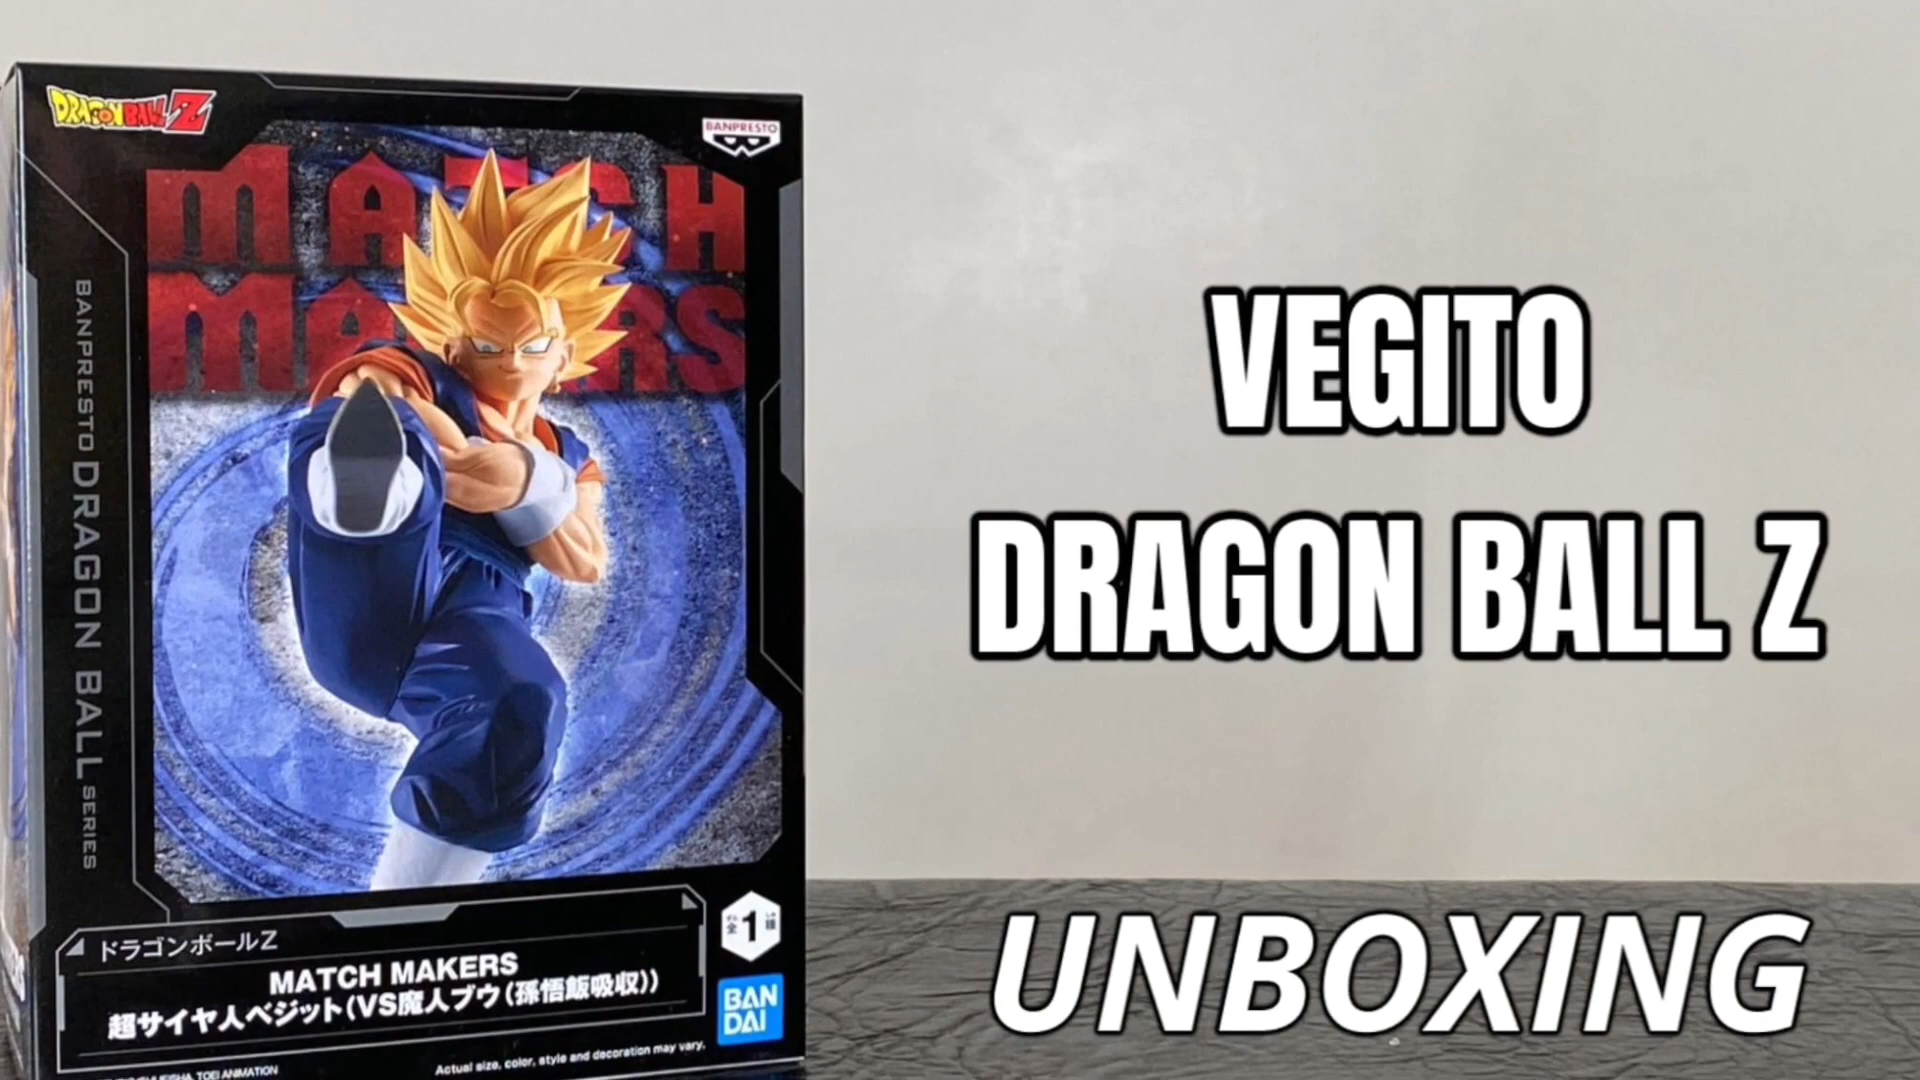 DRAGON BALL Z
BANPRESTO
MATCH
MAKERS
BANPRESTO DRAGON BALL SERIES
ドラゴンボールZ
MATCH MAKERS
超サイヤ人ベジット(VS魔人ブウ(孫悟飯吸収))
全1種
BAN
DAI
TOEI ANIMATION
Actual size, color, style and decoration may vary.
VEGITO
DRAGON BALL Z
UNBOXING